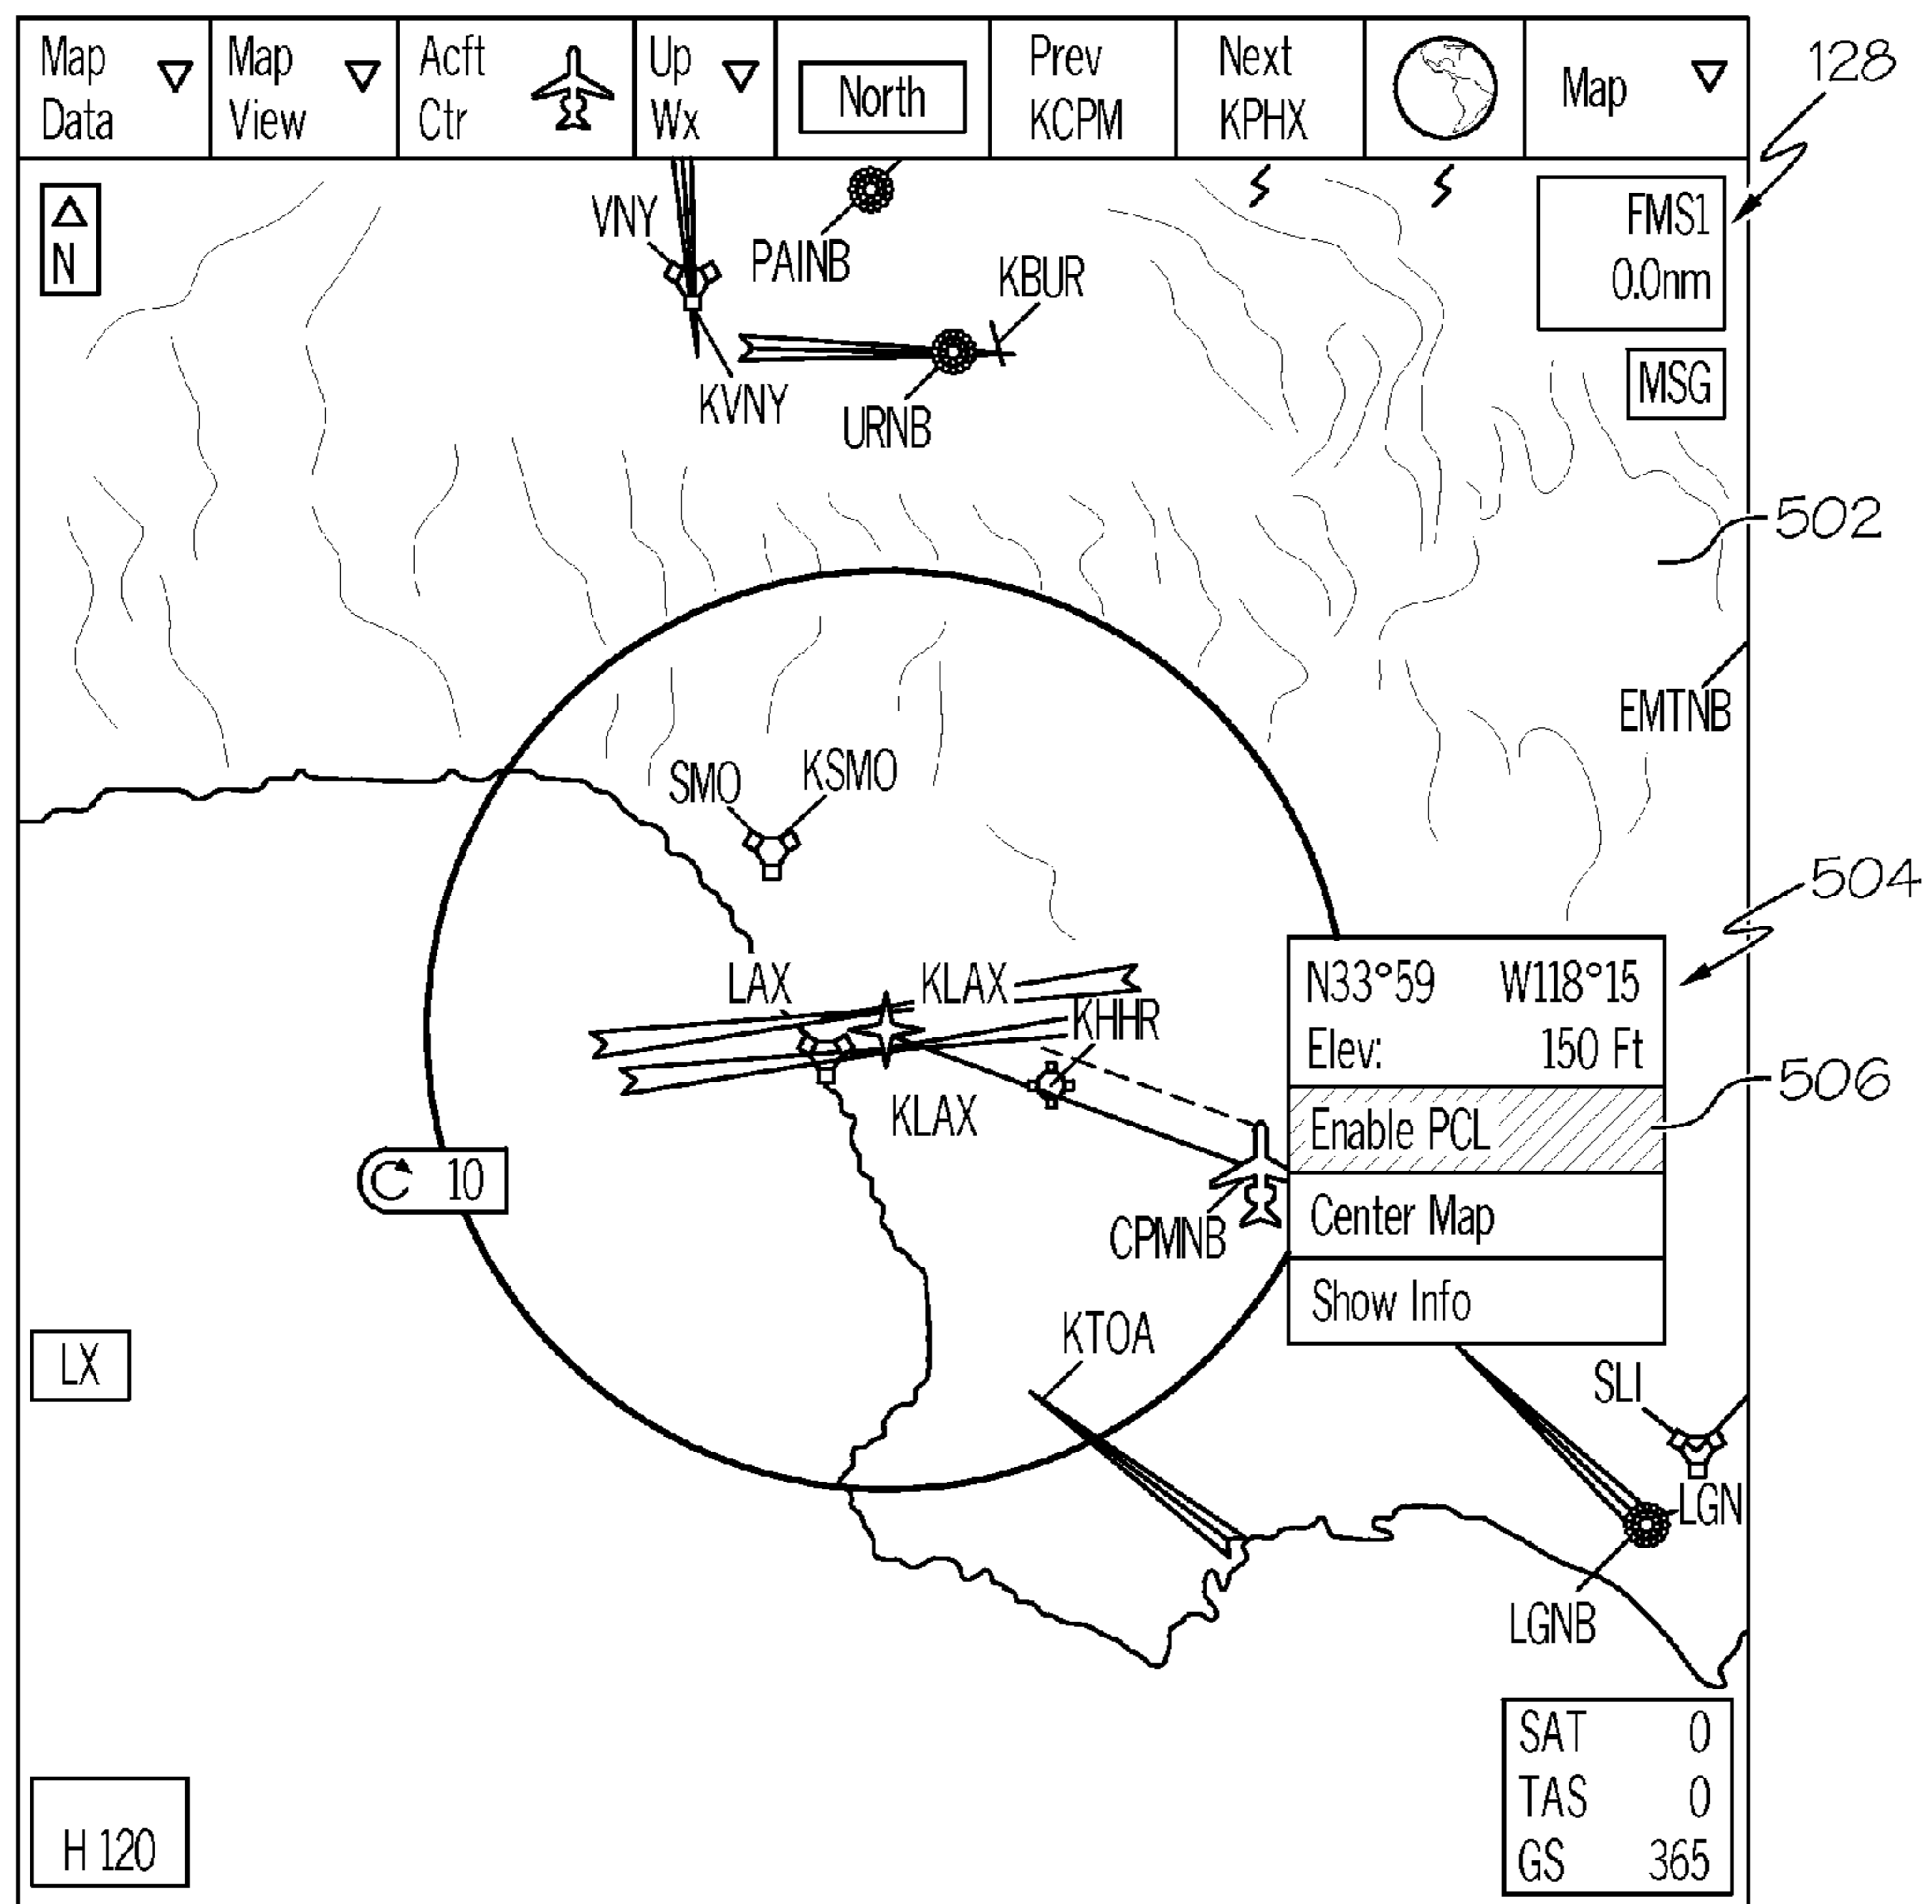 Map Data
Map View
Acft Ctr
Up Wx
North
Prev KCPM
Next KPHX
Map
128
N
VNY
PAINB
KBUR
FMS1
0.0nm
MSG
KVNY
URNB
502
EMTNB
SMO
KSMO
504
LAX
KLAX
KHHR
N33°59 W118°15
Elev: 150 Ft
506
Enable PCL
KLAX
10
CPMNB
Center Map
Show Info
KTOA
LX
SLI
LGN
LGNB
SAT 0
TAS 0
GS 365
H 120